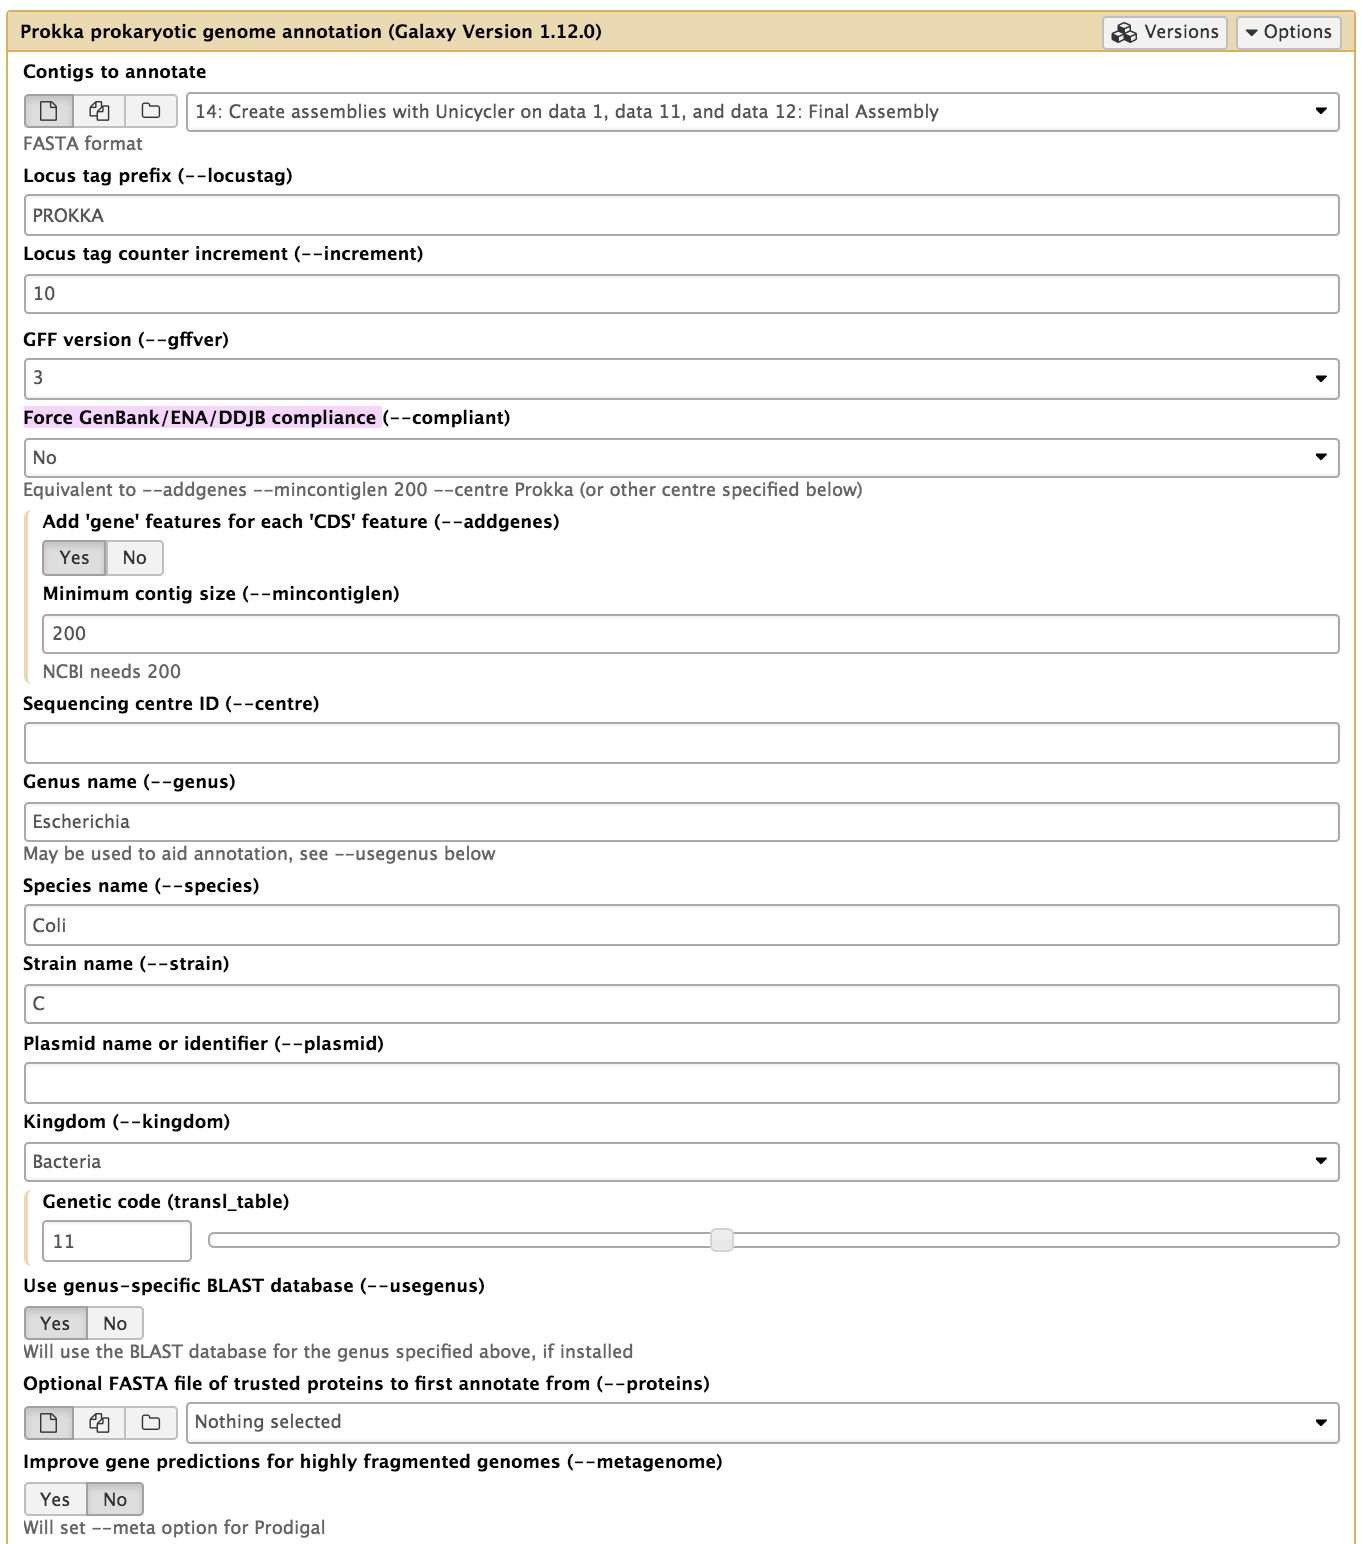 Prokka prokaryotic genome annotation (Galaxy Version 1.12.0) Versions Options
Contigs to annotate
14: Create assemblies with Unicycler on data 1, data 11, and data 12: Final Assembly
FASTA format
Locus tag prefix (--locustag)
PROKKA
Locus tag counter increment (--increment)
10
GFF version (--gffver)
3
Force GenBank/ENA/DDJB compliance (--compliant)
No
Equivalent to --addgenes --mincontiglen 200 --centre Prokka (or other centre specified below)
Add 'gene' features for each 'CDS' feature (--addgenes)
Yes No
Minimum contig size (--mincontiglen)
200
NCBI needs 200
Sequencing centre ID (--centre)
Genus name (--genus)
Escherichia
May be used to aid annotation, see --usegenus below
Species name (--species)
Coli
Strain name (--strain)
C
Plasmid name or identifier (--plasmid)
Kingdom (--kingdom)
Bacteria
Genetic code (transl_table)
11
Use genus-specific BLAST database (--usegenus)
Yes No
Will use the BLAST database for the genus specified above, if installed
Optional FASTA file of trusted proteins to first annotate from (--proteins)
Nothing selected
Improve gene predictions for highly fragmented genomes (--metagenome)
Yes No
Will set --meta option for Prodigal